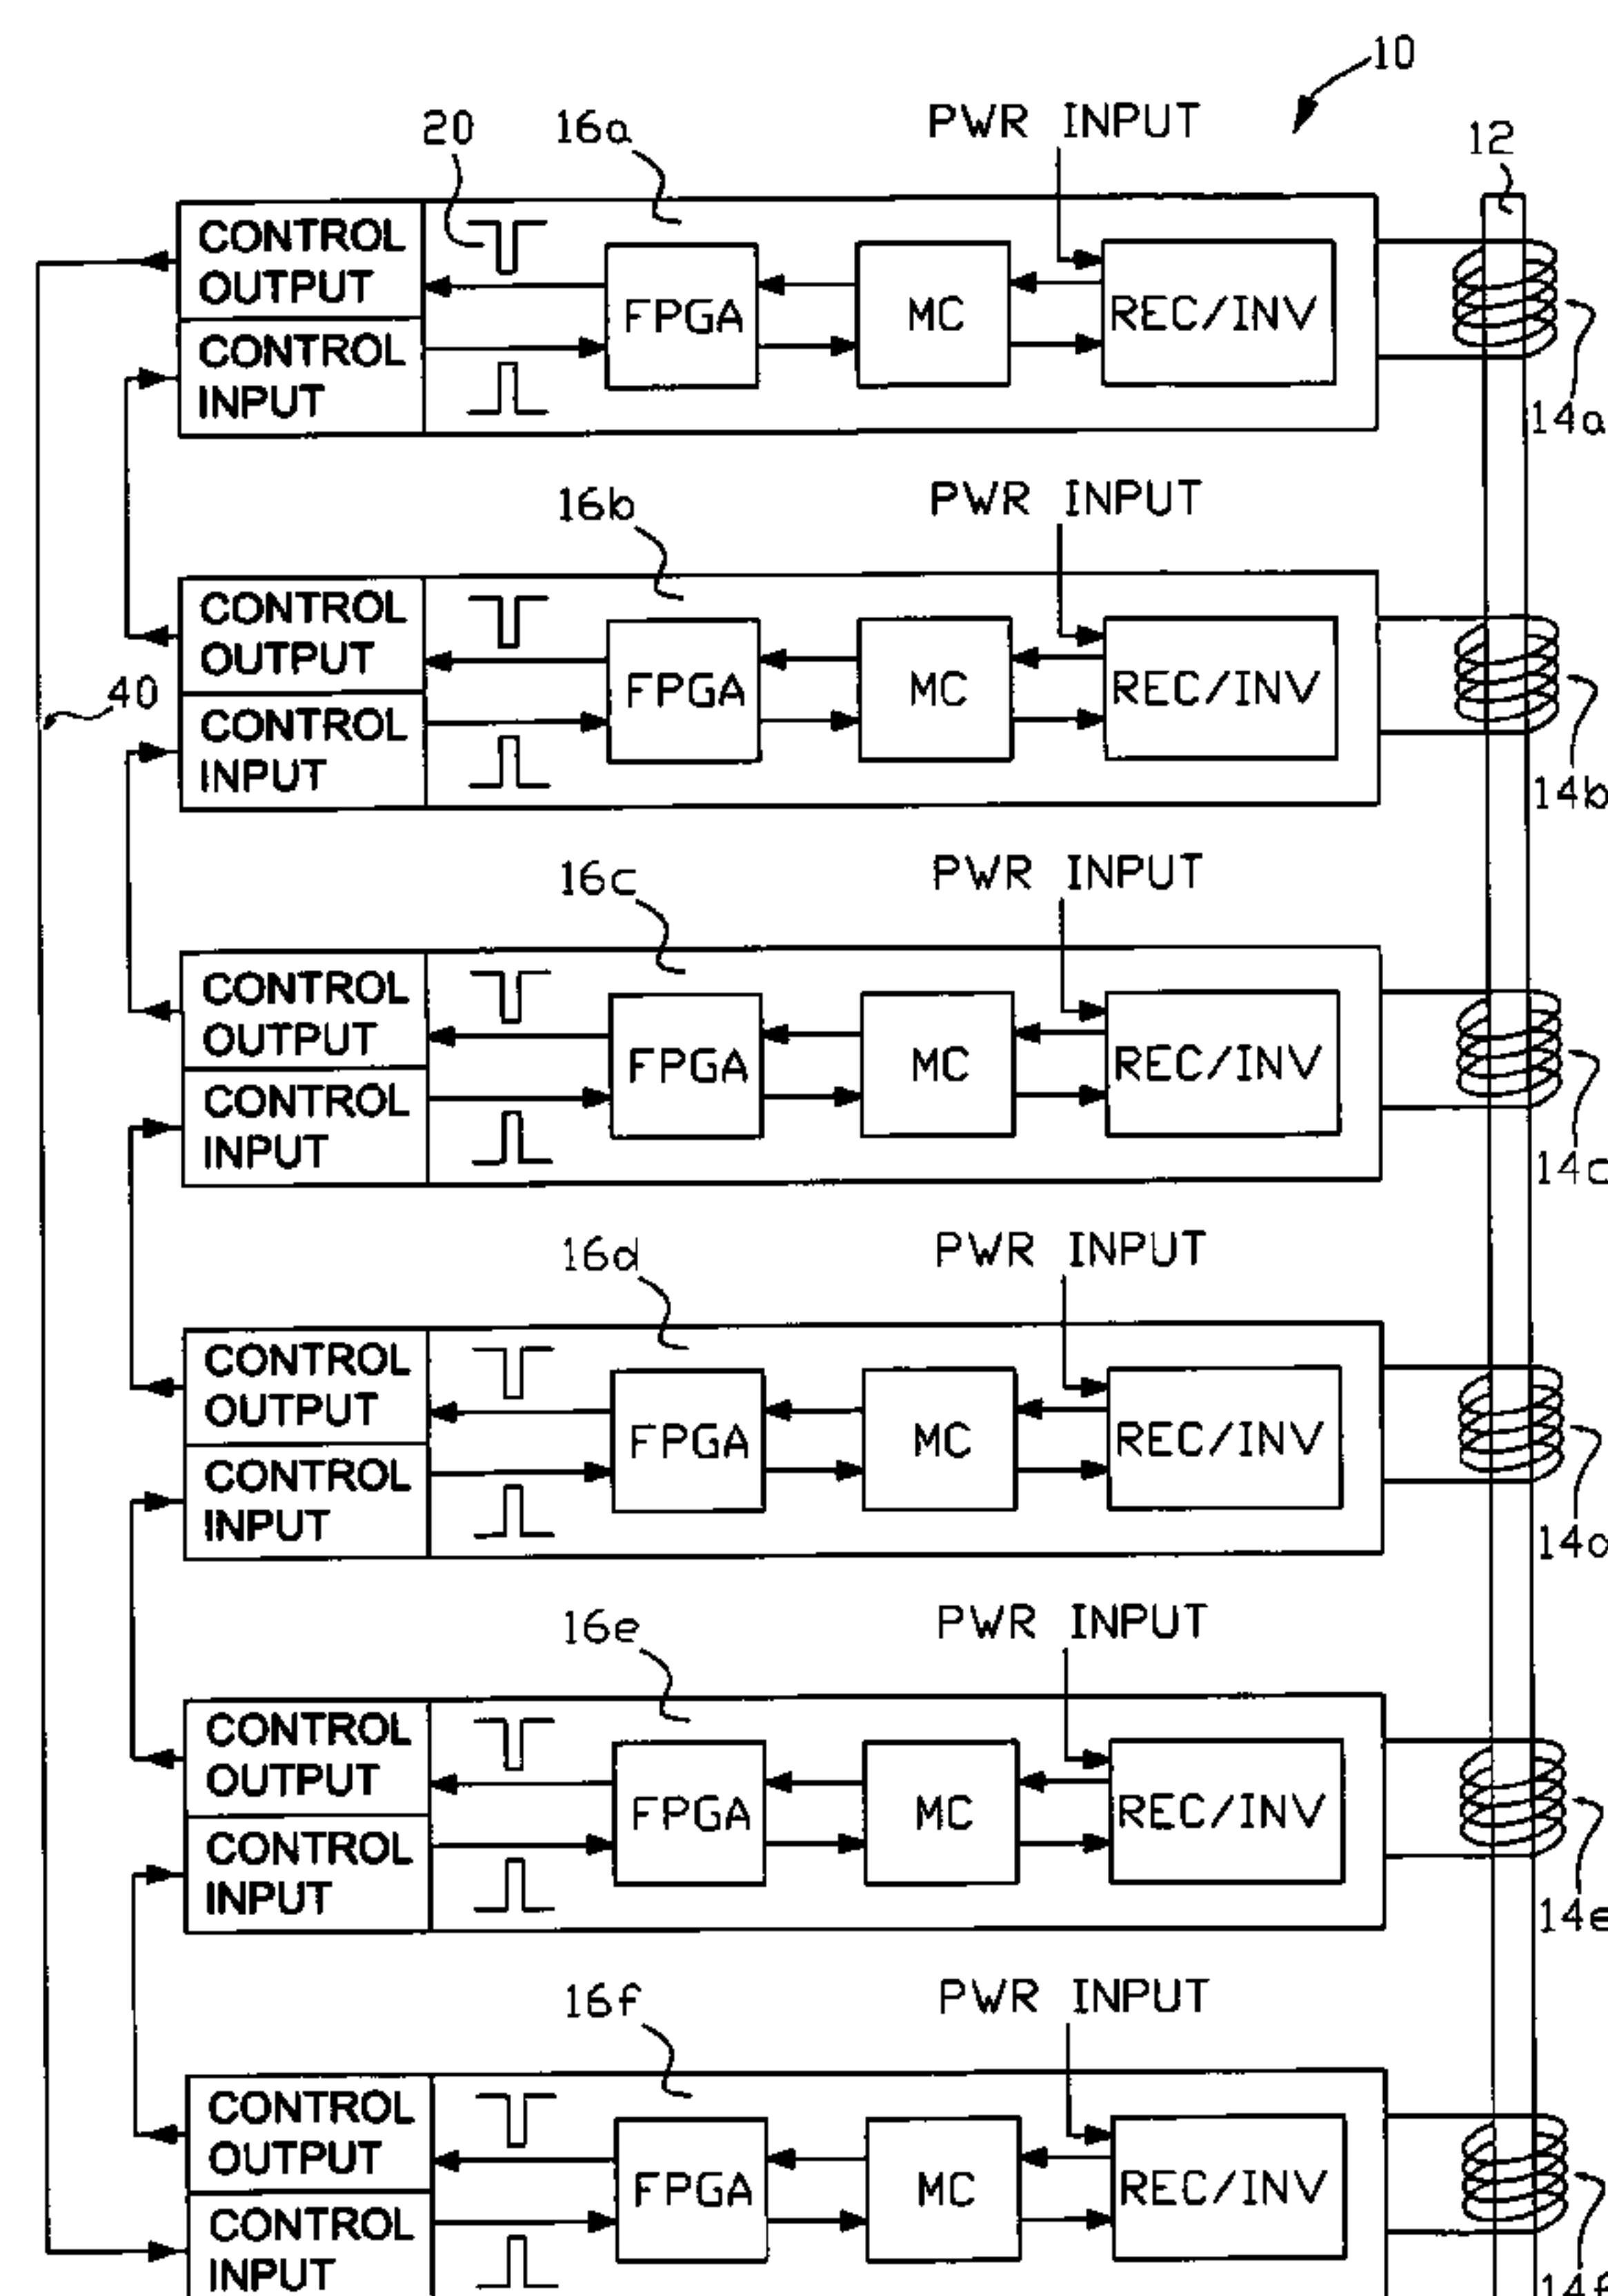 10
20 16a PWR INPUT 12
CONTROL
OUTPUT
CONTROL
INPUT
FPGA MC REC/INV
14a
16b PWR INPUT
CONTROL
OUTPUT
40
CONTROL
INPUT
FPGA MC REC/INV
14b
16c PWR INPUT
CONTROL
OUTPUT
CONTROL
INPUT
FPGA MC REC/INV
14c
16d PWR INPUT
CONTROL
OUTPUT
CONTROL
INPUT
FPGA MC REC/INV
16e PWR INPUT
CONTROL
OUTPUT
CONTROL
INPUT
FPGA MC REC/INV
14e
16f PWR INPUT
CONTROL
OUTPUT
CONTROL
INPUT
FPGA MC REC/INV
14f